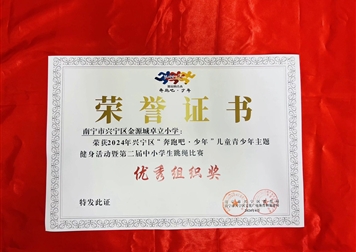 奔跑吧·少年
荣誉证书
南宁市兴宁区金源城卓立小学：
荣获2024年兴宁区“奔跑吧·少年”儿童青少年主题
健身活动暨第二届中小学生跳绳比赛
优秀组织奖
特发此证